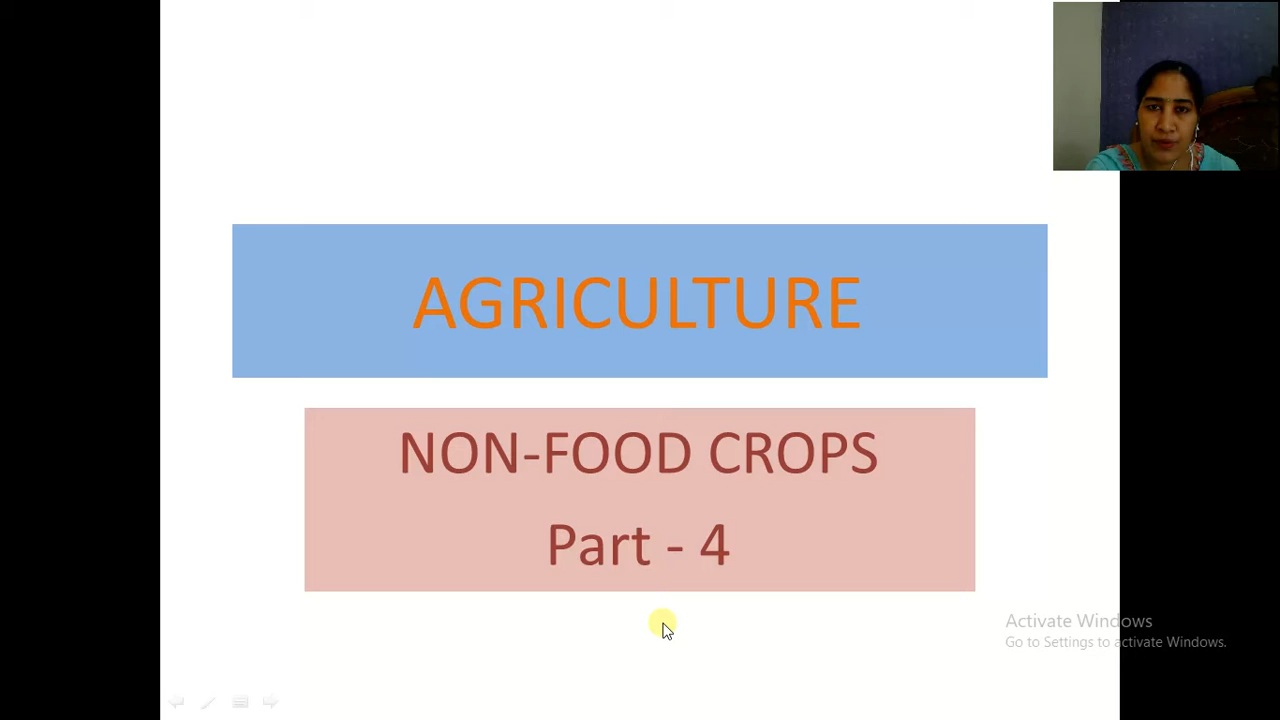 AGRICULTURE
NON-FOOD CROPS
Part - 4
Activate Windows
Go to Settings to activate Windows.